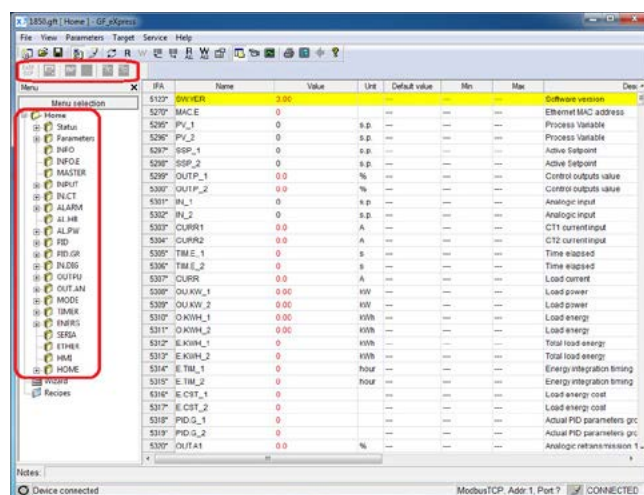 1850.gft [ Home ] - GF_eXpress
File View Parameters Target Service Help
R W
Menu X
Menu selection
Home
Status
Parameters
INFO
INFO.E
MASTER
INPUT
IN.CT
ALARM
AL.HB
AL.PW
PID
PID.GR
IN.DIG
OUTPU
OUT.AN
MODE
TIMER
ENERG
SERIA
ETHER
HMI
HOME
Wizard
Recipes
IPA Name Value Unit Default value Min Max
5123* SW.VER 3.00 --- --- --- Software version
5270* MAC.E 0 --- --- --- Ethernet MAC address
5295* PV_1 0 s.p. --- --- --- Process Variable
5296* PV_2 0 s.p. --- --- --- Process Variable
5297* SSP_1 0 s.p. --- --- --- Active Setpoint
5298* SSP_2 0 s.p. --- --- --- Active Setpoint
5299* OUT.P_1 0.0 % --- --- --- Control outputs value
5300* OUT.P_2 0.0 % --- --- --- Control outputs value
5301* IN_1 0 s.p. --- --- --- Analogic input
5302* IN_2 0 s.p. --- --- --- Analogic input
5303* CURR1 0.0 A --- --- --- CT1 current input
5304* CURR2 0.0 A --- --- --- CT2 current input
5305* TIM.E_1 0 s --- --- --- Time elapsed
5306* TIM.E_2 0 s --- --- --- Time elapsed
5307* CURR 0.0 A --- --- --- Load current
5308* OU.KW_1 0.00 kW --- --- --- Load power
5309* OU.KW_2 0.00 kW --- --- --- Load power
5310* O.KWH_1 0.00 kWh --- --- --- Load energy
5311* O.KWH_2 0.00 kWh --- --- --- Load energy
5312* E.KWH_1 0 kWh --- --- --- Total load energy
5313* E.KWH_2 0 kWh --- --- --- Total load energy
5314* E.TIM_1 0 hour --- --- --- Energy integration timing
5315* E.TIM_2 0 hour --- --- --- Energy integration timing
5316* E.CST_1 0 --- --- --- Load energy cost
5317* E.CST_2 0 --- --- --- Load energy cost
5318* PID.G_1 0 --- --- --- Actual PID parameters gro
5319* PID.G_2 0 --- --- --- Actual PID parameters gro
5320* OUT.A1 0.0 % --- --- --- Analogic retransmission 1
Notes:
Device connected ModbusTCP, Addr:1, Port ? CONNECTED